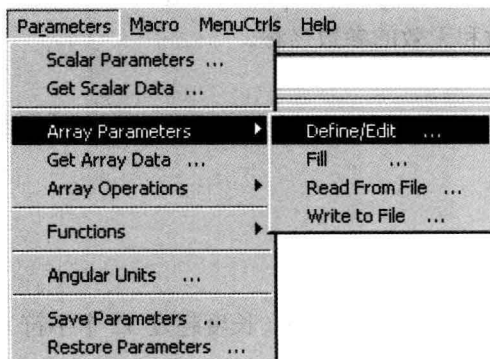 Parameters Macro MenuCtrls Help
Scalar Parameters ...
Get Scalar Data ...
Array Parameters
Get Array Data ...
Array Operations
Functions
Angular Units ...
Save Parameters ...
Restore Parameters ...
Define/Edit ...
Fill ...
Read From File ...
Write to File ...